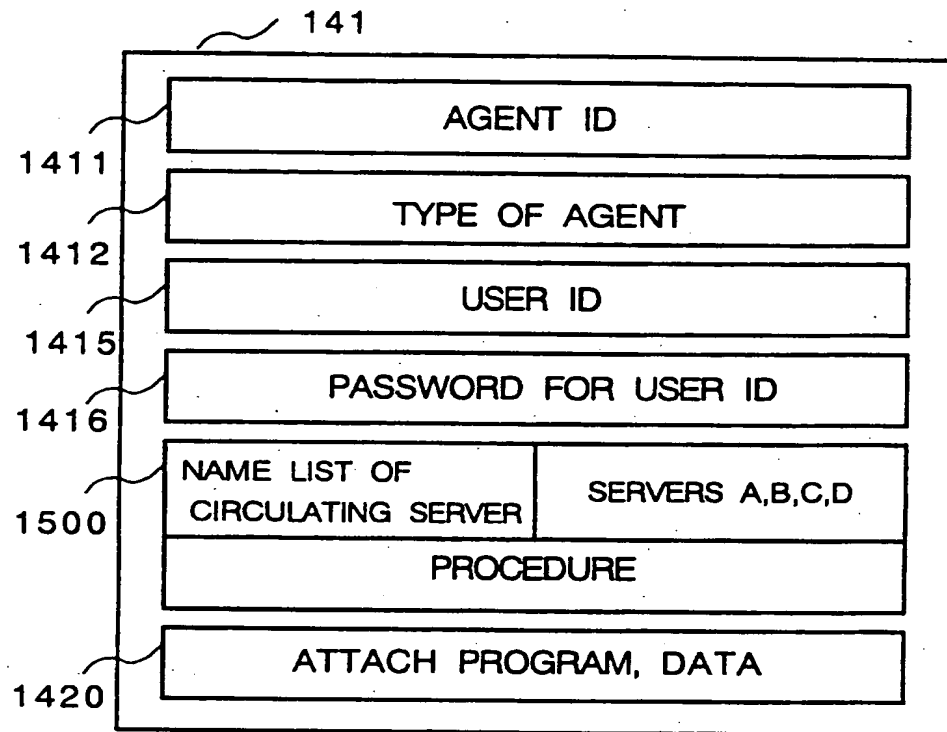 141
AGENT ID
1411
TYPE OF AGENT
1412
USER ID
1415
PASSWORD FOR USER ID
1416
NAME LIST OF
CIRCULATING SERVER
SERVERS A,B,C,D
1500
PROCEDURE
ATTACH PROGRAM, DATA
1420